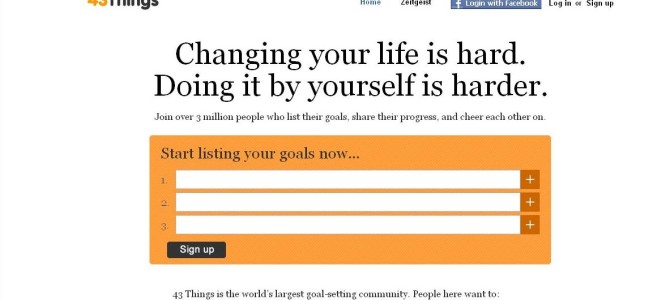 43Things
Home Zeitgeist Login with Facebook Log in or Sign up
Changing your life is hard.
Doing it by yourself is harder.
Join over 3 million people who list their goals, share their progress, and cheer each other on.
Start listing your goals now...
1. +
2. +
3. +
Sign up
43 Things is the world's largest goal-setting community. People here want to: